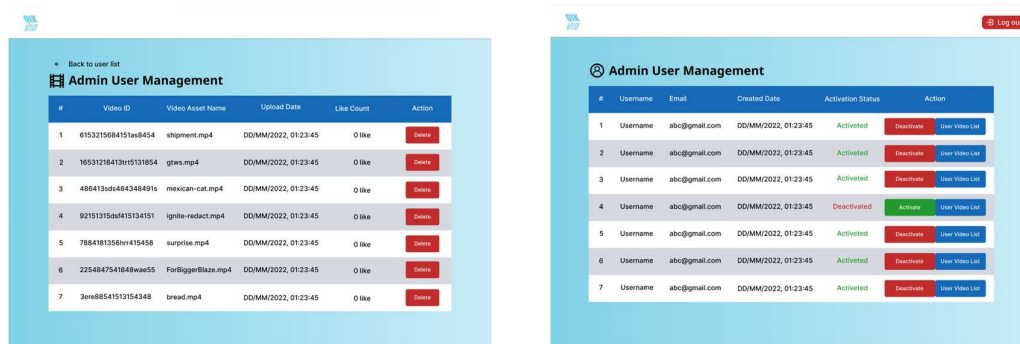 ← Back to user list
Admin User Management
# Video ID Video Asset Name Upload Date Like Count Action
1 6153215684151as8454 shipment.mp4 DD/MM/2022, 01:23:45 0 like Delete
2 16531218413trt5131854 gtws.mp4 DD/MM/2022, 01:23:45 0 like Delete
3 486413sds484348491s mexican-cat.mp4 DD/MM/2022, 01:23:45 0 like Delete
4 92151315dsf415134151 ignite-redact.mp4 DD/MM/2022, 01:23:45 0 like Delete
5 7884181356hrr415458 surprise.mp4 DD/MM/2022, 01:23:45 0 like Delete
6 2254847541848wae55 ForBiggerBlaze.mp4 DD/MM/2022, 01:23:45 0 like Delete
7 3ere88541513154348 bread.mp4 DD/MM/2022, 01:23:45 0 like Delete
Log ou
Admin User Management
# Username Email Created Date Activation Status Action
1 Username abc@gmail.com DD/MM/2022, 01:23:45 Activeted Deactivate User Video List
2 Username abc@gmail.com DD/MM/2022, 01:23:45 Activeted Deactivate User Video List
3 Username abc@gmail.com DD/MM/2022, 01:23:45 Activeted Deactivate User Video List
4 Username abc@gmail.com DD/MM/2022, 01:23:45 Deactivated Activate User Video List
5 Username abc@gmail.com DD/MM/2022, 01:23:45 Activeted Deactivate User Video List
6 Username abc@gmail.com DD/MM/2022, 01:23:45 Activeted Deactivate User Video List
7 Username abc@gmail.com DD/MM/2022, 01:23:45 Activeted Deactivate User Video List